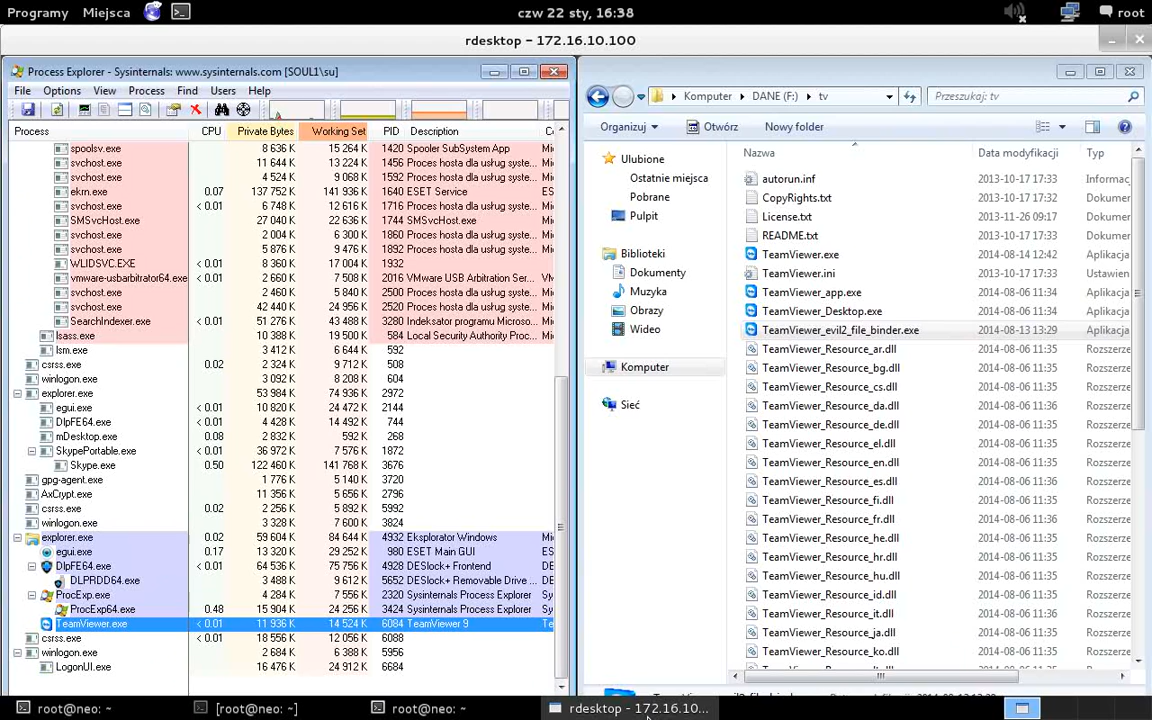 Programy Miejsca czw 22 sty, 16:38 root
rdesktop - 172.16.10.100
Process Explorer - Sysinternals: www.sysinternals.com [SOUL1\su]
File Options View Process Find Users Help
Process CPU Private Bytes Working Set PID Description
spoolsv.exe 8 636 K 15 264 K 1420 Spooler SubSystem App Mic
svchost.exe 11 644 K 13 224 K 1456 Proces hosta dla usług syste... Mic
svchost.exe 4 524 K 9 068 K 1592 Proces hosta dla usług syste... Mic
ekrn.exe 0.07 137 752 K 141 936 K 1640 ESET Service
svchost.exe < 0.01 6 748 K 12 616 K 1716 Proces hosta dla usług syste... Mic
SMSvcHost.exe 27 040 K 22 636 K 1744 SMSvcHost.exe Mic
svchost.exe 2 004 K 6 300 K 1860 Proces hosta dla usług syste... Mic
svchost.exe 5 876 K 9 476 K 1892 Proces hosta dla usług syste... Mic
WLIDSVC.EXE < 0.01 8 360 K 17 004 K 1932
vmware-usbarbitrator64.exe < 0.01 2 660 K 7 508 K 2016 VMware USB Arbitration Ser...
svchost.exe 2 460 K 5 840 K 2500 Proces hosta dla usług syste... Mic
svchost.exe 42 440 K 24 956 K 2520 Proces hosta dla usług syste... Mic
SearchIndexer.exe < 0.01 51 276 K 43 488 K 3280 Indeksator programu Microso... Mic
lsass.exe 10 388 K 19 500 K 584 Local Security Authority Proc... Mic
lsm.exe 3 412 K 6 644 K 592
csrss.exe 0.02 2 324 K 9 712 K 508
winlogon.exe 3 092 K 8 208 K 604
explorer.exe 53 984 K 74 936 K 2972
egui.exe < 0.01 10 820 K 24 472 K 2144
DlpFE64.exe < 0.01 4 428 K 14 492 K 744
mDesktop.exe 0.08 2 832 K 592 K 268
SkypePortable.exe < 0.01 36 972 K 7 576 K 1872
Skype.exe 0.50 122 460 K 141 768 K 3676
gpg-agent.exe 1 776 K 5 140 K 3720
AxCrypt.exe 11 356 K 5 656 K 2796
csrss.exe 0.02 2 256 K 9 892 K 5992
winlogon.exe 3 328 K 7 600 K 3824
explorer.exe 0.02 59 604 K 84 644 K 4932 Eksplorator Windows
egui.exe 0.17 13 320 K 29 252 K 980 ESET Main GUI
DlpFE64.exe < 0.01 64 536 K 75 756 K 4928 DESlock+ Frontend
DLPRDD64.exe 3 488 K 9 612 K 5652 DESlock+ Removable Drive ...
ProcExp.exe 4 284 K 7 556 K 2320 Sysinternals Process Explorer
ProcExp64.exe 0.48 15 904 K 24 256 K 3424 Sysinternals Process Explorer
TeamViewer.exe < 0.01 11 936 K 14 524 K 6084 TeamViewer 9
csrss.exe < 0.01 18 556 K 12 056 K 6088
winlogon.exe 2 684 K 6 388 K 5956
LogonUI.exe 16 476 K 24 912 K 6684
Komputer DANE (F:) tv Przeszukaj: tv
Organizuj Otwórz Nowy folder
Ulubione
Ostatnie miejsca
Pobrane
Pulpit
Biblioteki
Dokumenty
Muzyka
Obrazy
Wideo
Komputer
Sieć
Nazwa Data modyfikacji Typ
autorun.inf 2013-10-17 17:33 Informac
CopyRights.txt 2013-10-17 17:32 Dokumer
License.txt 2013-11-26 09:17 Dokumer
README.txt 2013-10-17 17:33 Dokumer
TeamViewer.exe 2014-08-14 12:42 Aplikacja
TeamViewer.ini 2013-10-17 17:33 Ustawien
TeamViewer_app.exe 2014-08-06 11:34 Aplikacja
TeamViewer_Desktop.exe 2014-08-06 11:34 Aplikacja
TeamViewer_evil2_file_binder.exe 2014-08-13 13:29 Aplikacja
TeamViewer_Resource_ar.dll 2014-08-06 11:35 Rozszerze
TeamViewer_Resource_bg.dll 2014-08-06 11:36 Rozszerze
TeamViewer_Resource_cs.dll 2014-08-06 11:35 Rozszerze
TeamViewer_Resource_da.dll 2014-08-06 11:36 Rozszerze
TeamViewer_Resource_de.dll 2014-08-06 11:35 Rozszerze
TeamViewer_Resource_el.dll 2014-08-06 11:36 Rozszerze
TeamViewer_Resource_en.dll 2014-08-06 11:35 Rozszerze
TeamViewer_Resource_es.dll 2014-08-06 11:35 Rozszerze
TeamViewer_Resource_fi.dll 2014-08-06 11:35 Rozszerze
TeamViewer_Resource_fr.dll 2014-08-06 11:36 Rozszerze
TeamViewer_Resource_he.dll 2014-08-06 11:36 Rozszerze
TeamViewer_Resource_hr.dll 2014-08-06 11:35 Rozszerze
TeamViewer_Resource_hu.dll 2014-08-06 11:35 Rozszerze
TeamViewer_Resource_id.dll 2014-08-06 11:36 Rozszerze
TeamViewer_Resource_it.dll 2014-08-06 11:35 Rozszerze
TeamViewer_Resource_ja.dll 2014-08-06 11:35 Rozszerze
TeamViewer_Resource_ko.dll 2014-08-06 11:35 Rozszerze
root@neo: ~ [root@neo: ~] root@neo: ~ rdesktop - 172.16.10...